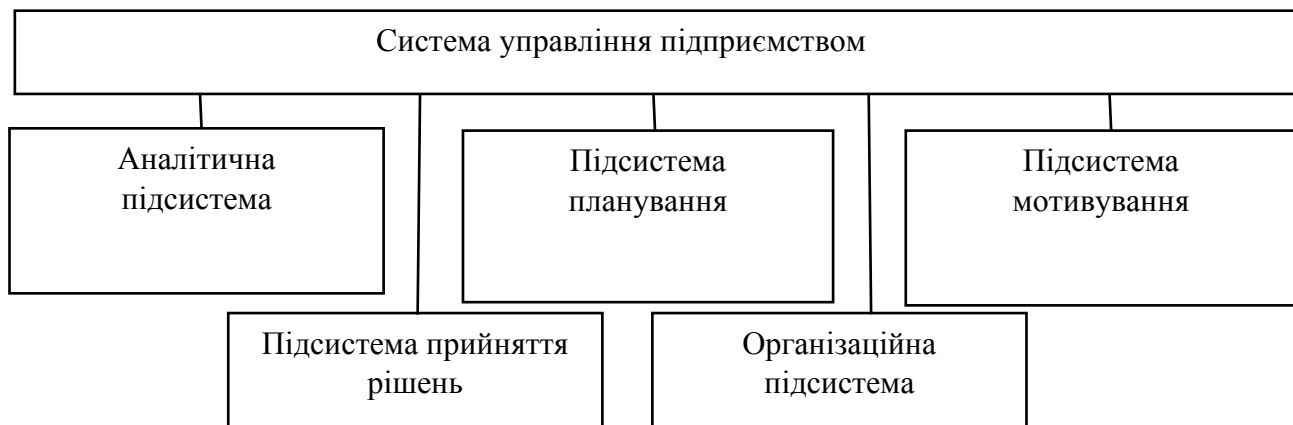 Система управління підприємством
Аналітична
підсистема
Підсистема
планування
Підсистема
мотивування
Підсистема прийняття
рішень
Організаційна
підсистема